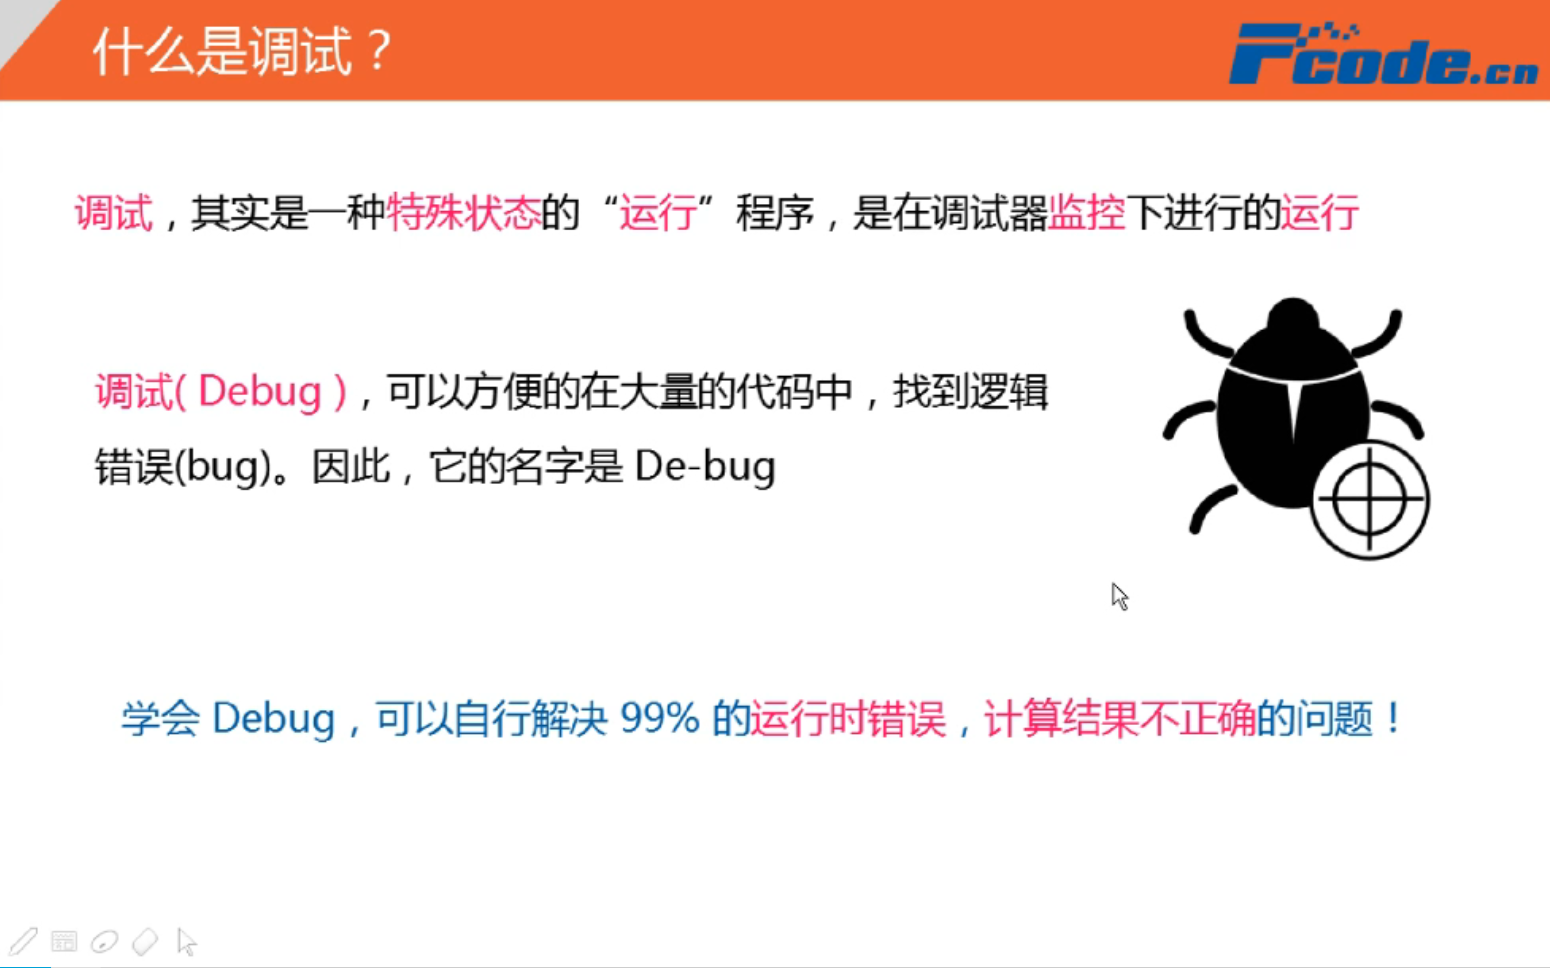 什么是调试？
Fcode.cn
调试，其实是一种特殊状态的“运行”程序，是在调试器监控下进行的运行
调试( Debug )，可以方便的在大量的代码中，找到逻辑
错误(bug)。因此，它的名字是 De-bug
学会 Debug，可以自行解决 99% 的运行时错误，计算结果不正确的问题！